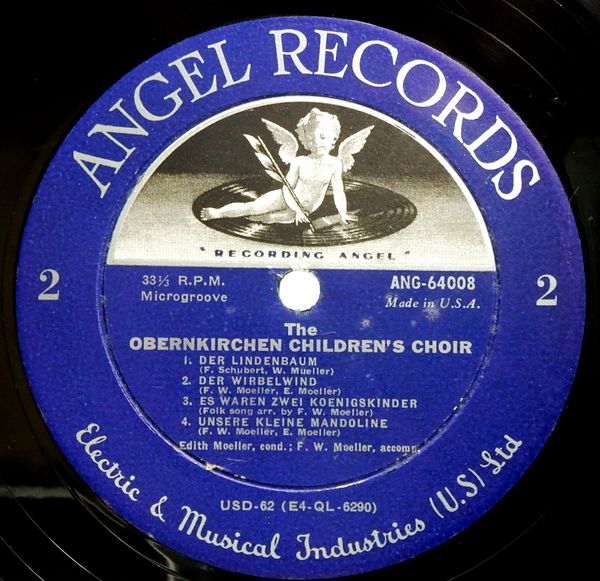 ANGEL RECORDS
"RECORDING ANGEL"
2
2
33⅓ R.P.M.
Microgroove
ANG-64008
Made in U.S.A.
The
OBERNKIRCHEN CHILDREN'S CHOIR
1. DER LINDENBAUM
(F. Schubert, W. Mueller)
2. DER WIRBELWIND
(F. W. Moeller, E. Moeller)
3. ES WAREN ZWEI KOENIGSKINDER
(Folk song arr. by F. W. Moeller)
4. UNSERE KLEINE MANDOLINE
(F. W. Moeller, E. Moeller)
Edith Moeller, cond.; F. W. Moeller, accomp.
USD-62 (E4-QL-6290)
Electric & Musical Industries (U.S) Ltd